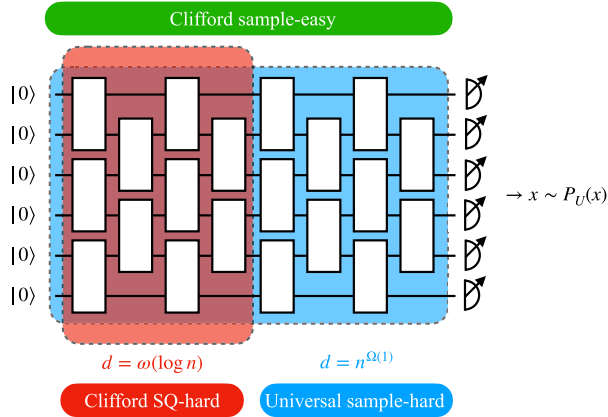 Clifford sample-easy
|0⟩
|0⟩
|0⟩
|0⟩
|0⟩
|0⟩
→ x ∼ P_U(x)
d = ω(log n)
d = n^{Ω(1)}
Clifford SQ-hard
Universal sample-hard